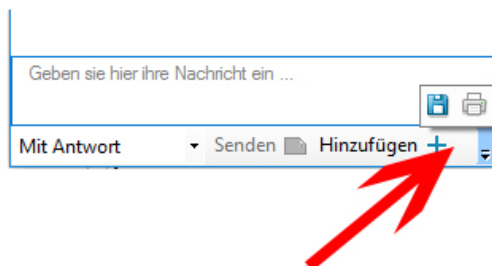 Geben sie hier ihre Nachricht ein ...
Mit Antwort Senden Hinzufügen